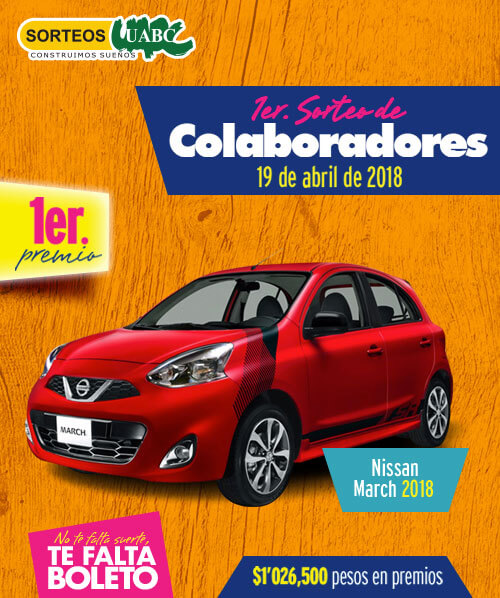 SORTEOS UABC
CONSTRUIMOS SUEÑOS
1er. Sorteo de
Colaboradores
19 de abril de 2018
1er.
premio
MARCH
SR
Nissan
March 2018
No te falta suerte,
TE FALTA
BOLETO
$1'026,500 pesos en premios